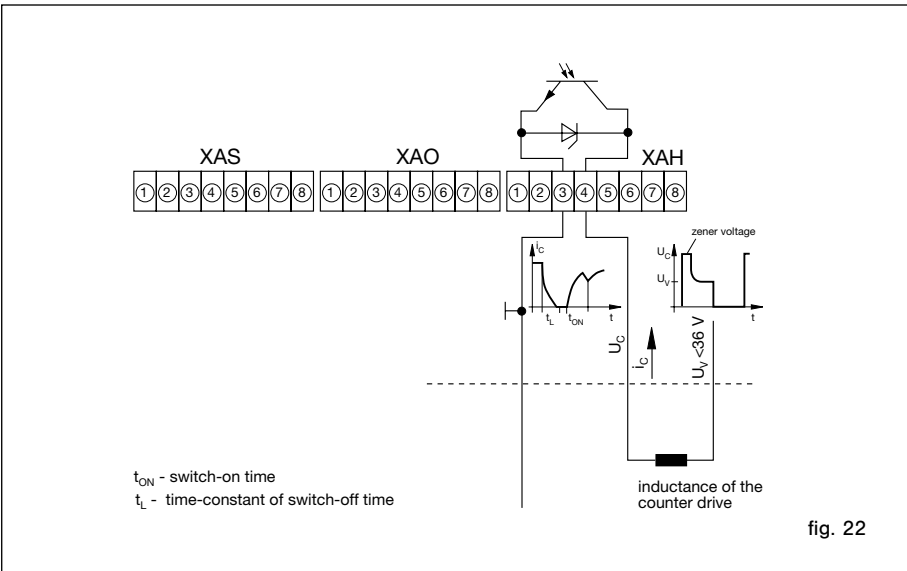 XAS XAO XAH
① ② ③ ④ ⑤ ⑥ ⑦ ⑧ ① ② ③ ④ ⑤ ⑥ ⑦ ⑧ ① ② ③ ④ ⑤ ⑥ ⑦ ⑧
zener voltage
i_C
U_C
U_V
t_L t_ON t
t
U_C
i_C
U_V <36 V
t_ON - switch-on time
t_L - time-constant of switch-off time
inductance of the
counter drive
fig. 22